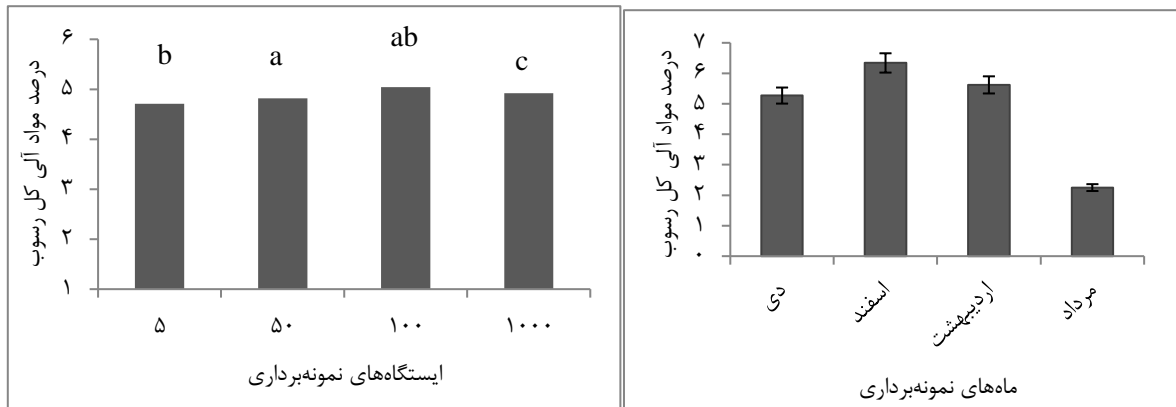 درصد مواد آلی کل رسوب
۶
۵
۴
۳
۲
۱
b a ab c
۵ ۵۰ ۱۰۰ ۱۰۰۰
ایستگاه‌های نمونه‌برداری
درصد مواد آلی کل رسوب
۷
۶
۵
۴
۳
۲
۱
۰
دی اسفند اردیبهشت مرداد
ماه‌های نمونه‌برداری